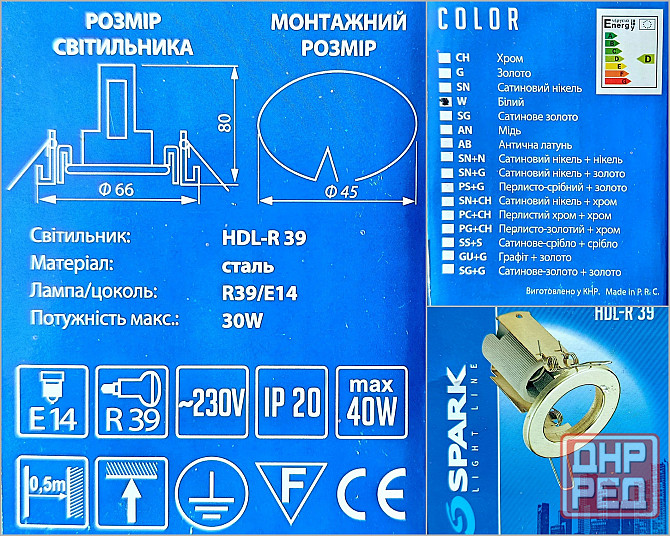 РОЗМІР
СВІТИЛЬНИКА
МОНТАЖНИЙ
РОЗМІР
80
Ф 66
Ф 45
Світильник: HDL-R 39
Матеріал: сталь
Лампа/цоколь: R39/E14
Потужність макс.: 30W
E 14
R 39
~230V
IP 20
max
40W
0,5m
F
CE
COLOR
Energy
A
B
C
D
E
F
G
D
CH Хром
G Золото
SN Сатиновий нікель
W Білий
SG Сатинове золото
AN Мідь
AB Антична латунь
SN+N Сатиновий нікель + нікель
SN+G Сатиновий нікель + золото
PS+G Перлисто-срібний + золото
SN+CH Сатиновий нікель + хром
PC+CH Перлистий хром + хром
PG+CH Перлисто-золотий + хром
SS+S Сатинове-срібло + срібло
GU+G Графіт + золото
SG+G Сатинове-золото + золото
Виготовлено у КНР. Made in P. R. C.
HDL-R 39
SPARK
LIGHT LINE
ДНР
РЕД